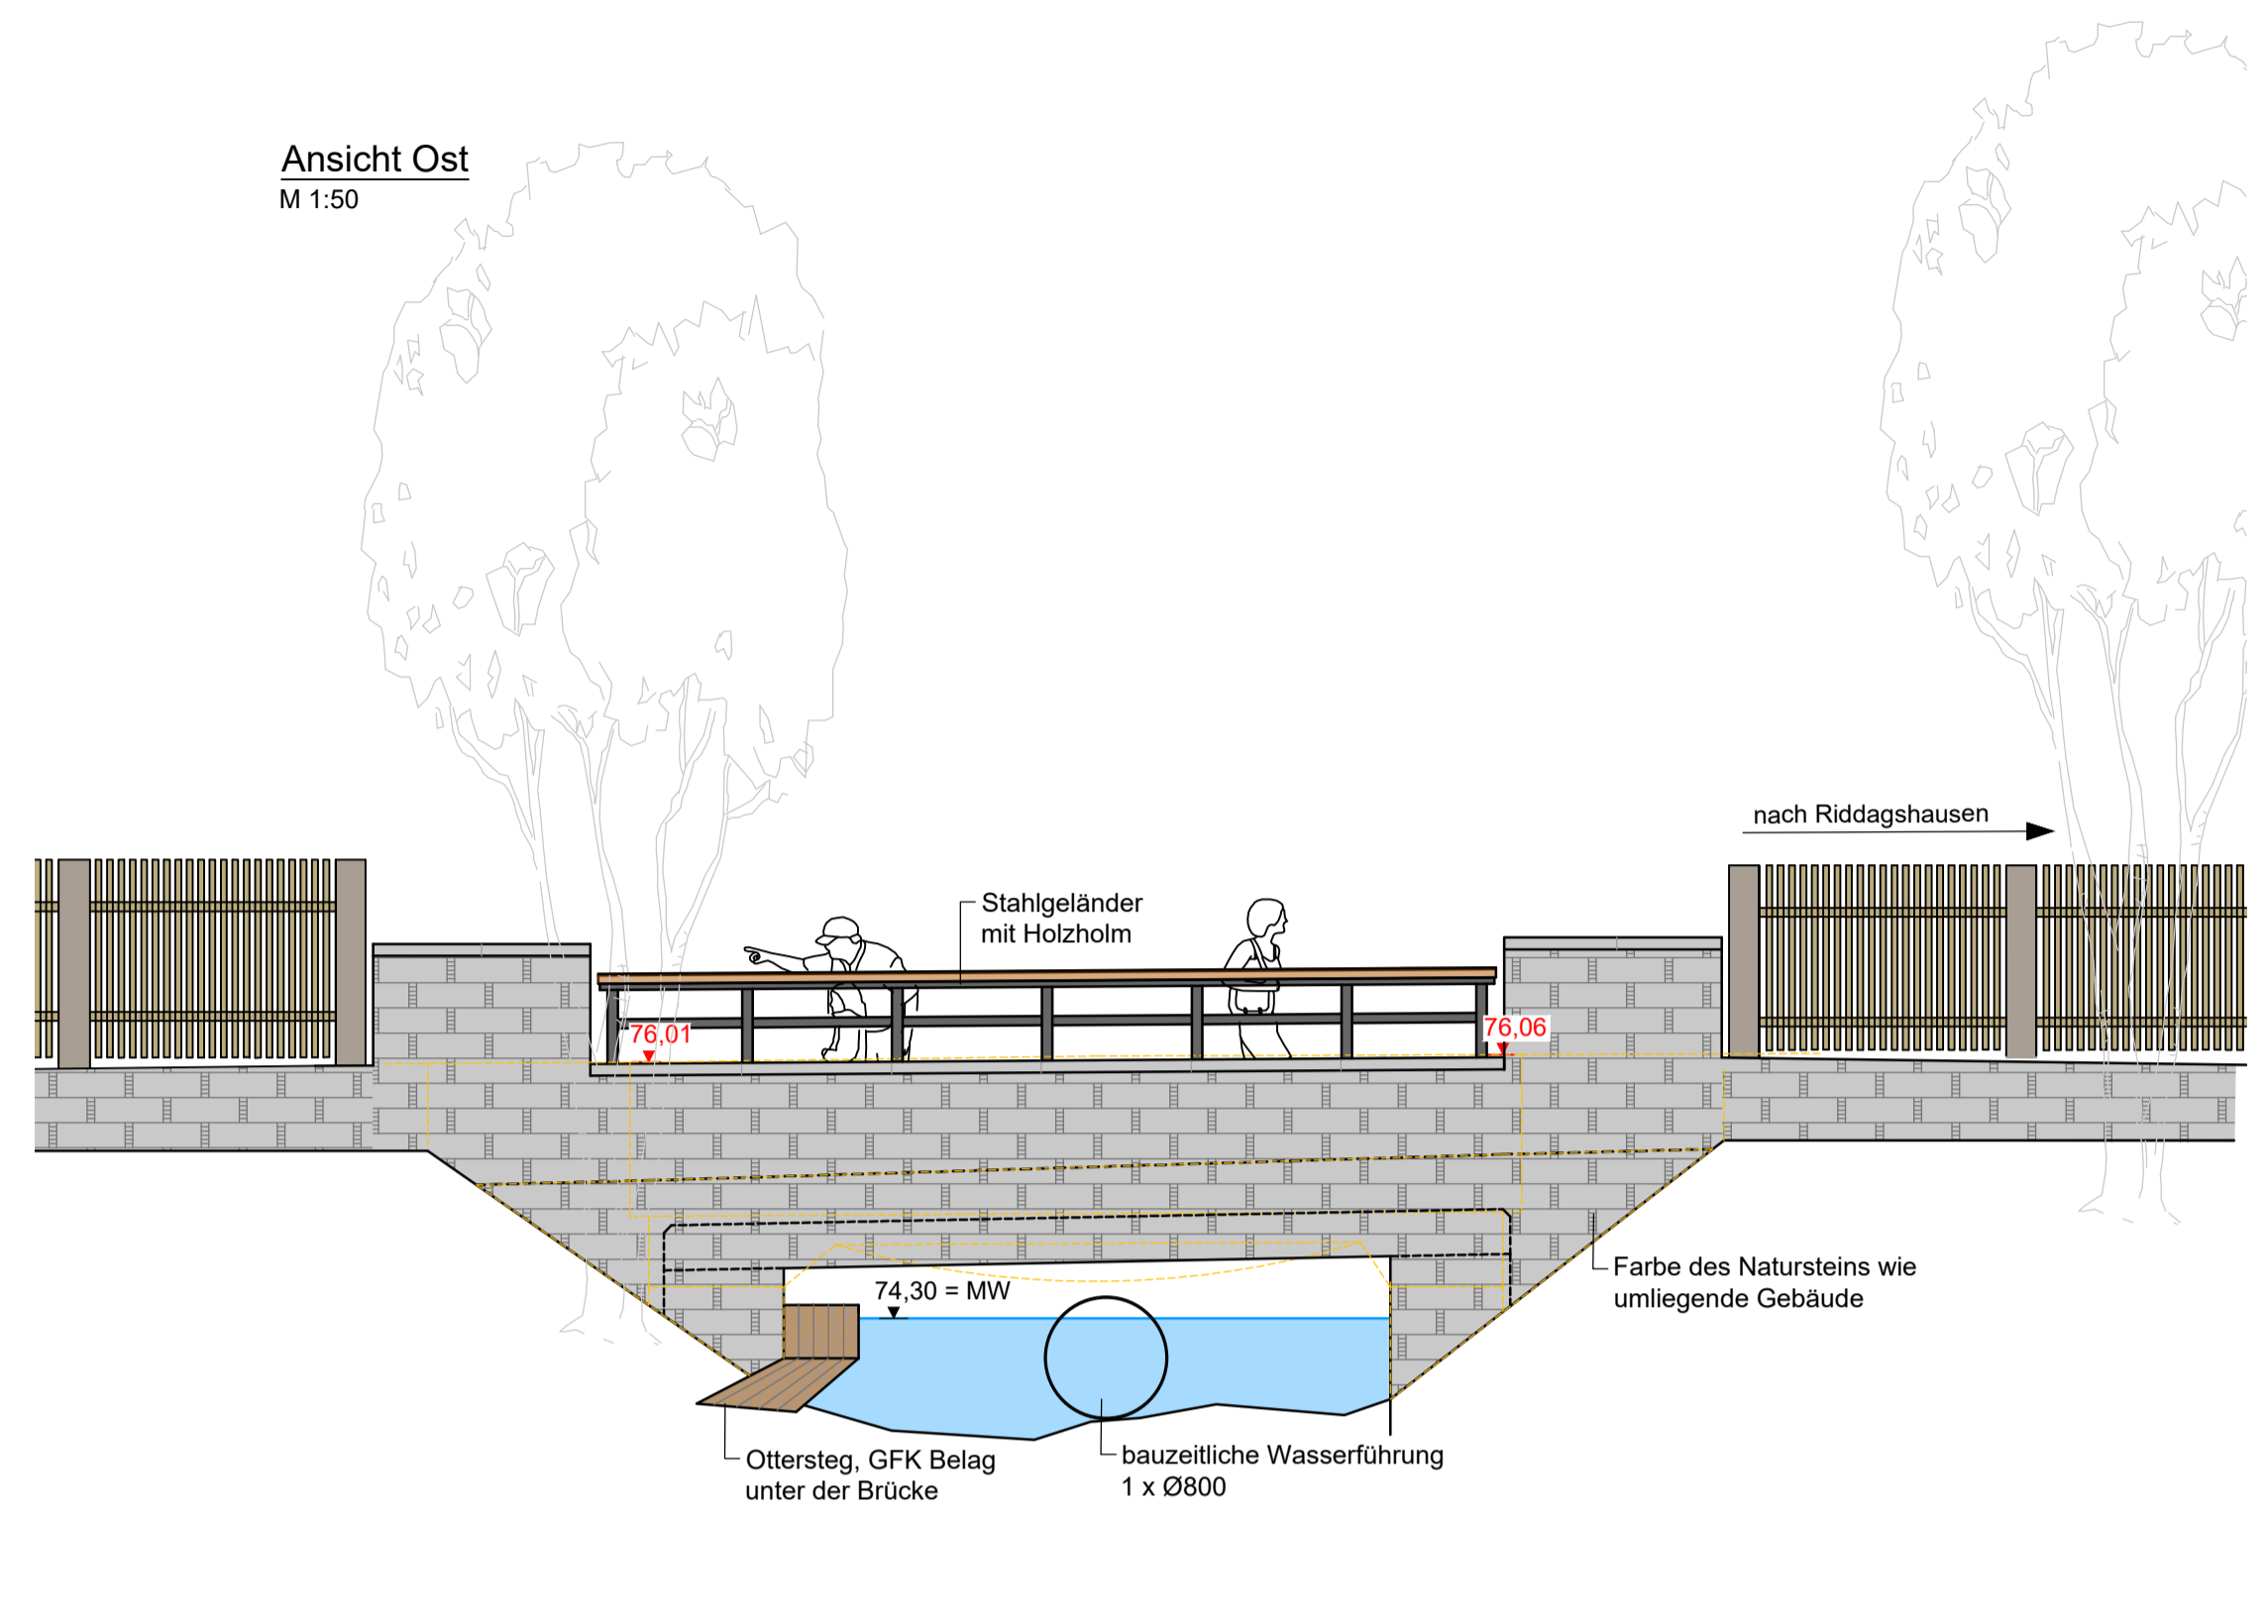 Ansicht Ost
M 1:50
nach Riddagshausen
Stahlgeländer
mit Holzholm
76,01
76,06
74,30 = MW
Farbe des Natursteins wie
umliegende Gebäude
Ottersteg, GFK Belag
unter der Brücke
bauzeitliche Wasserführung
1 x Ø800